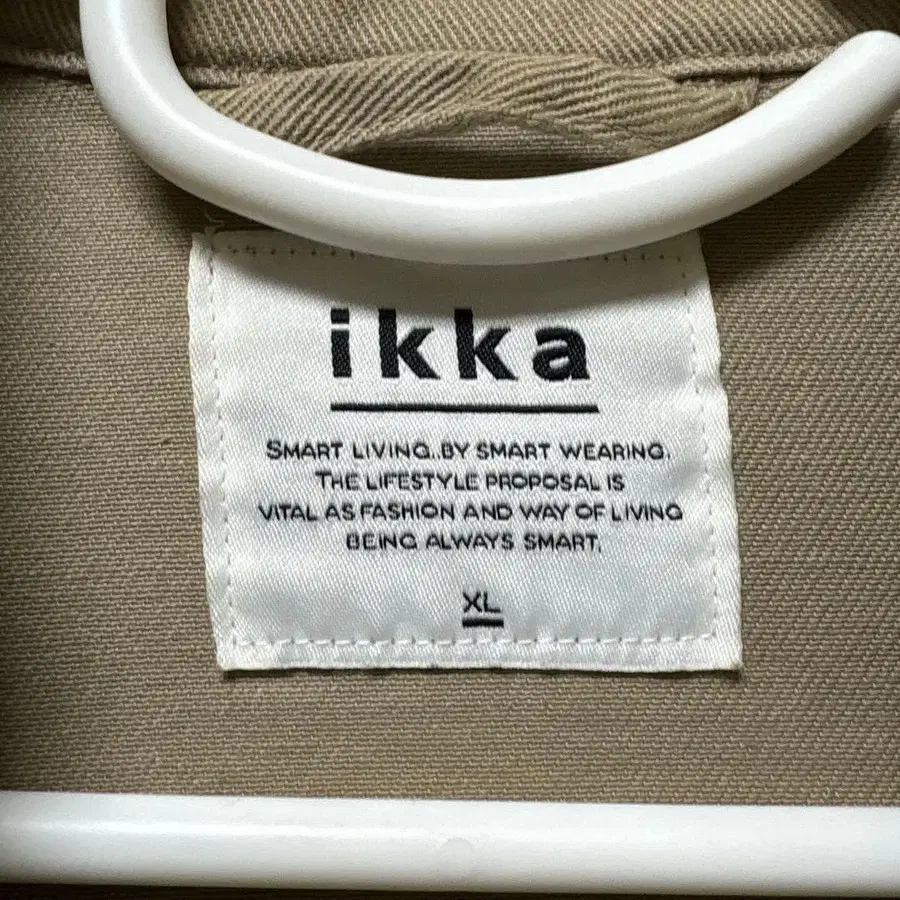 ikka
SMART LIVING..BY SMART WEARING.
THE LIFESTYLE PROPOSAL IS
VITAL AS FASHION AND WAY OF LIVING
BEING ALWAYS SMART.
XL